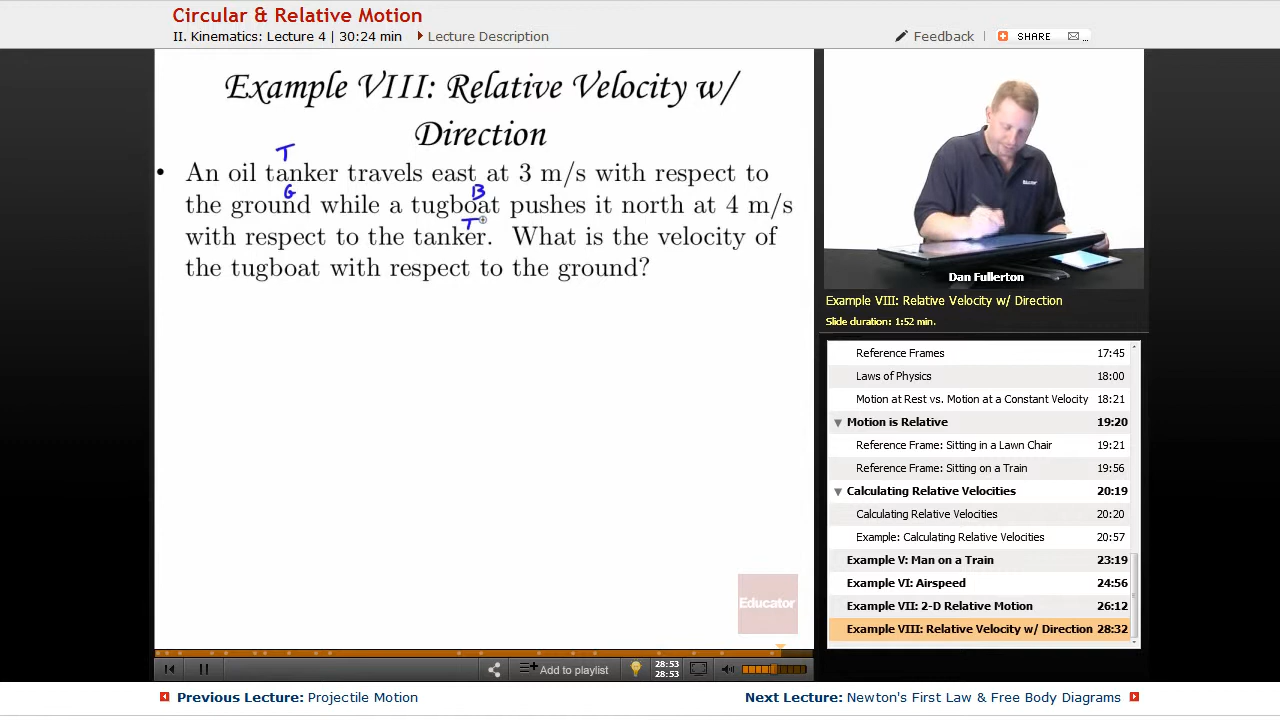 Circular & Relative Motion
II. Kinematics: Lecture 4 | 30:24 min
Lecture Description
Feedback
SHARE
Example VIII: Relative Velocity w/
Direction
T
• An oil tanker travels east at 3 m/s with respect to
G B
the ground while a tugboat pushes it north at 4 m/s
T
with respect to the tanker. What is the velocity of
the tugboat with respect to the ground?
Educator
Dan Fullerton
Example VIII: Relative Velocity w/ Direction
Slide duration: 1:52 min.
Reference Frames 17:45
Laws of Physics 18:00
Motion at Rest vs. Motion at a Constant Velocity 18:21
Motion is Relative 19:20
Reference Frame: Sitting in a Lawn Chair 19:21
Reference Frame: Sitting on a Train 19:56
Calculating Relative Velocities 20:19
Calculating Relative Velocities 20:20
Example: Calculating Relative Velocities 20:57
Example V: Man on a Train 23:19
Example VI: Airspeed 24:56
Example VII: 2-D Relative Motion 26:12
Example VIII: Relative Velocity w/ Direction 28:32
Add to playlist
28:53
28:53
Previous Lecture: Projectile Motion
Next Lecture: Newton's First Law & Free Body Diagrams